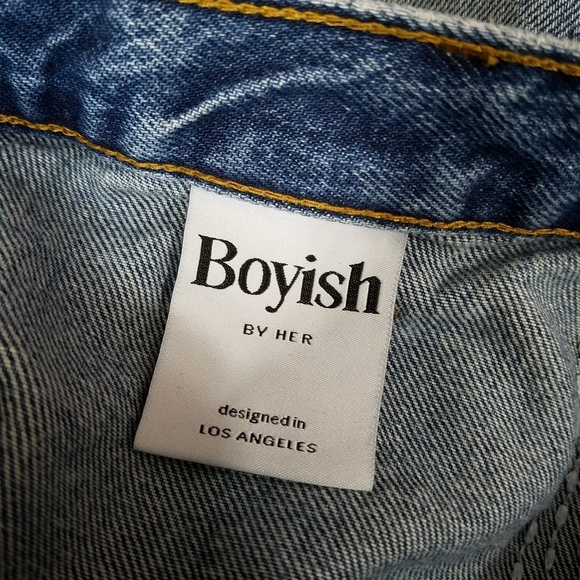 Boyish
BY HER
designed in
LOS ANGELES